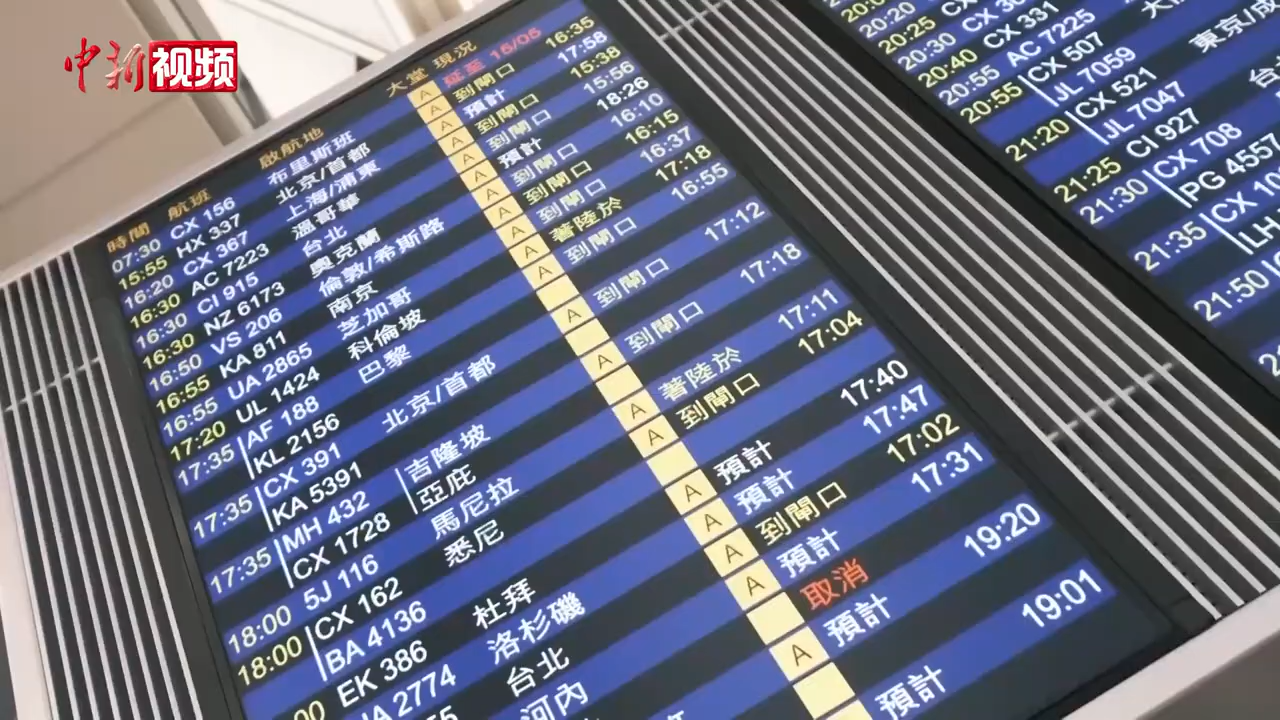 中新视频
時間 航班 啟航地 大堂 現況
07:30 CX 156 布里斯班 A 延至 16/05
15:55 HX 337 北京/首都 A 到閘口 16:35
16:20 CX 367 上海/浦東 A 預計 17:58
16:30 AC 7223 溫哥華 A 到閘口 15:38
16:30 CI 915 台北 A 到閘口 15:56
16:30 NZ 6173 奧克蘭 A 預計 18:26
16:50 VS 206 倫敦/希斯路 A 到閘口 16:10
16:55 KA 811 南京 A 到閘口 16:15
16:55 UA 2865 芝加哥 A 到閘口 16:37
17:20 UL 1424 科倫坡 A 著陸於 17:18
17:35 AF 188 巴黎 A 到閘口 16:55
KL 2156
17:35 CX 391 北京/首都 A 到閘口 17:12
KA 5391
17:35 MH 432 吉隆坡 A 到閘口 17:18
CX 1728 亞庇
18:00 5J 116 馬尼拉 A 著陸於 17:11
18:00 CX 162 悉尼 A 到閘口 17:04
BA 4136
00 EK 386 杜拜 A 預計 17:40
2774 洛杉磯 A 預計 17:47
台北 A 到閘口 17:02
河內 A 預計 17:31
取消
A 預計 19:20
預計 19:01
20:20
20:25 CX
20:30 CX 331
20:40 AC 7225
20:55 CX 507
20:55 JL 7059 東京/成
21:20 CX 521
JL 7047
21:25 CI 927
21:30 CX 708
PG 4557
21:35 CX 10
LH
21:50